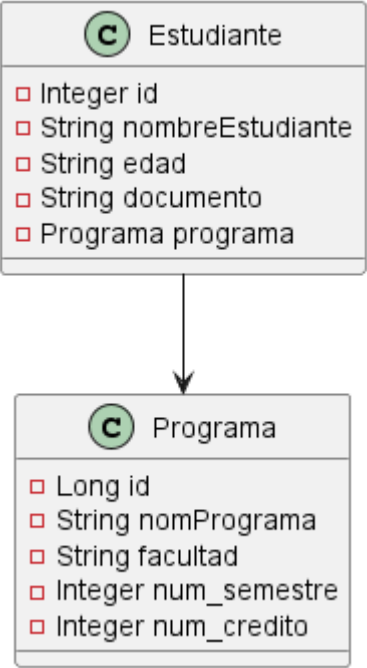 C Estudiante
Integer id
String nombreEstudiante
String edad
String documento
Programa programa
C Programa
Long id
String nomPrograma
String facultad
Integer num_semestre
Integer num_credito